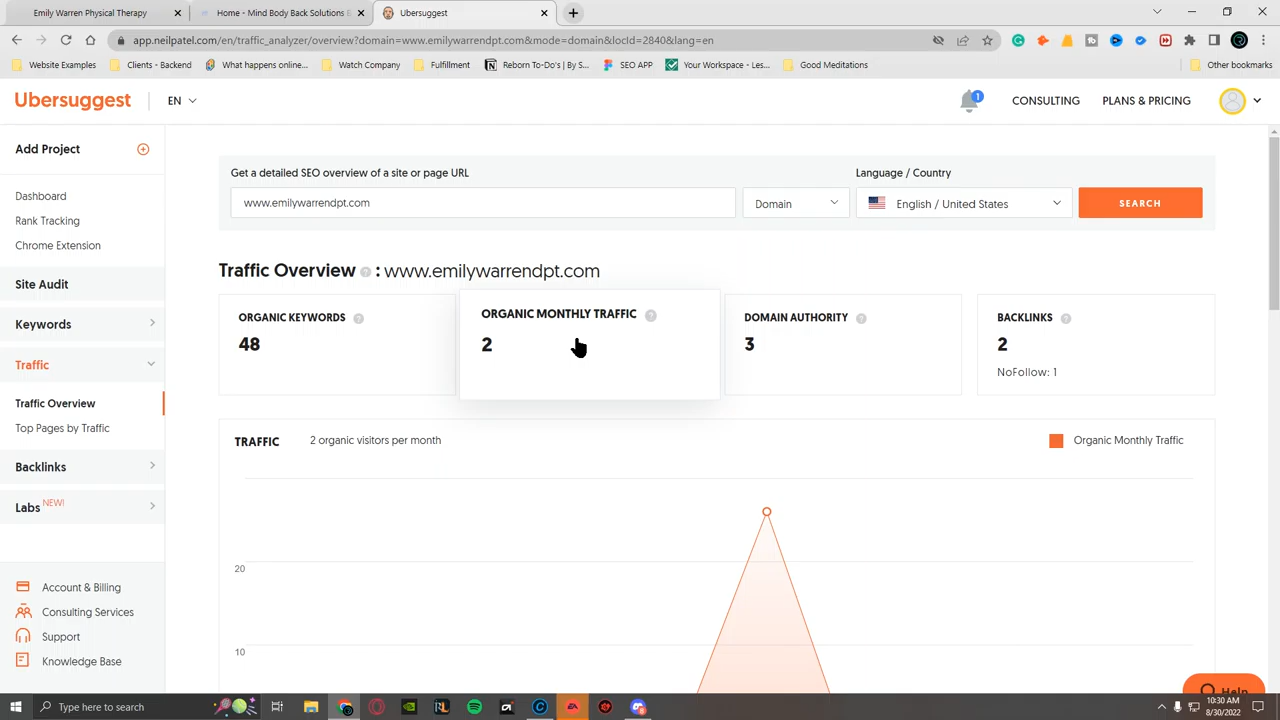 Emily Warren Physical Therapy
Home - Mind Body Back Solutions B
Ubersuggest
app.neilpatel.com/en/traffic_analyzer/overview?domain=www.emilywarrendpt.com&mode=domain&locId=2840&lang=en
Website Examples
Clients - Backend
What happens online...
Watch Company
Fulfillment
Reborn To-Do's | By S...
SEO APP
Your Workspace - Les...
Good Meditations
Other bookmarks
Ubersuggest
EN
1
CONSULTING
PLANS & PRICING
Add Project
Dashboard
Rank Tracking
Chrome Extension
Site Audit
Keywords
Traffic
Traffic Overview
Top Pages by Traffic
Backlinks
Labs NEW!
Account & Billing
Consulting Services
Support
Knowledge Base
Get a detailed SEO overview of a site or page URL
Language / Country
www.emilywarrendpt.com
Domain
English / United States
SEARCH
Traffic Overview ? : www.emilywarrendpt.com
ORGANIC KEYWORDS ?
48
ORGANIC MONTHLY TRAFFIC ?
2
DOMAIN AUTHORITY ?
3
BACKLINKS ?
2
NoFollow: 1
TRAFFIC
2 organic visitors per month
Organic Monthly Traffic
20
10
Help
Type here to search
10:30 AM
8/30/2022